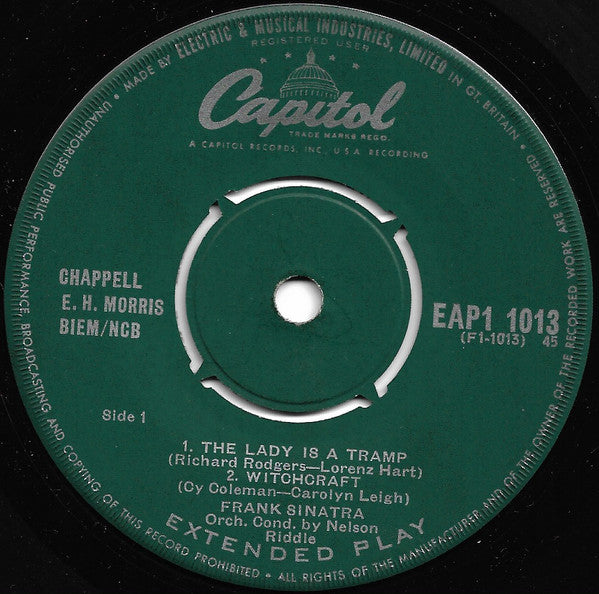 MADE BY ELECTRIC & MUSICAL INDUSTRIES, LIMITED IN GT. BRITAIN • ALL RIGHTS OF THE MANUFACTURER AND OF THE OWNER OF THE RECORDED WORK ARE RESERVED • UNAUTHORISED PUBLIC PERFORMANCE, BROADCASTING AND COPYING OF THIS RECORD PROHIBITED •
REGISTERED USER
Capitol
TRADE MARKS REGD.
A CAPITOL RECORDS, INC., U.S.A. RECORDING
CHAPPELL
E. H. MORRIS
BIEM/NCB
EAP1 1013
(F1-1013) 45
Side 1
1. THE LADY IS A TRAMP
(Richard Rodgers—Lorenz Hart)
2. WITCHCRAFT
(Cy Coleman—Carolyn Leigh)
FRANK SINATRA
Orch. Cond. by Nelson
Riddle
EXTENDED PLAY